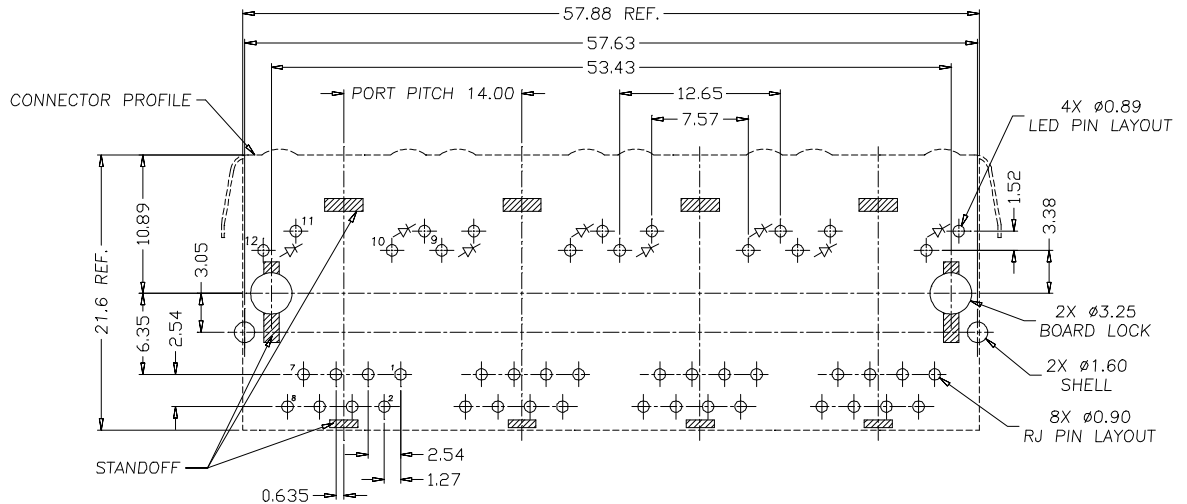 57.88 REF.
57.63
53.43
PORT PITCH 14.00
12.65
7.57
CONNECTOR PROFILE
4X ø0.89
LED PIN LAYOUT
1.52
3.38
10.89
21.6 REF.
3.05
6.35
2.54
11
12
10
9
2X ø3.25
BOARD LOCK
2X ø1.60
SHELL
7
1
8
2
8X ø0.90
RJ PIN LAYOUT
STANDOFF
2.54
1.27
0.635